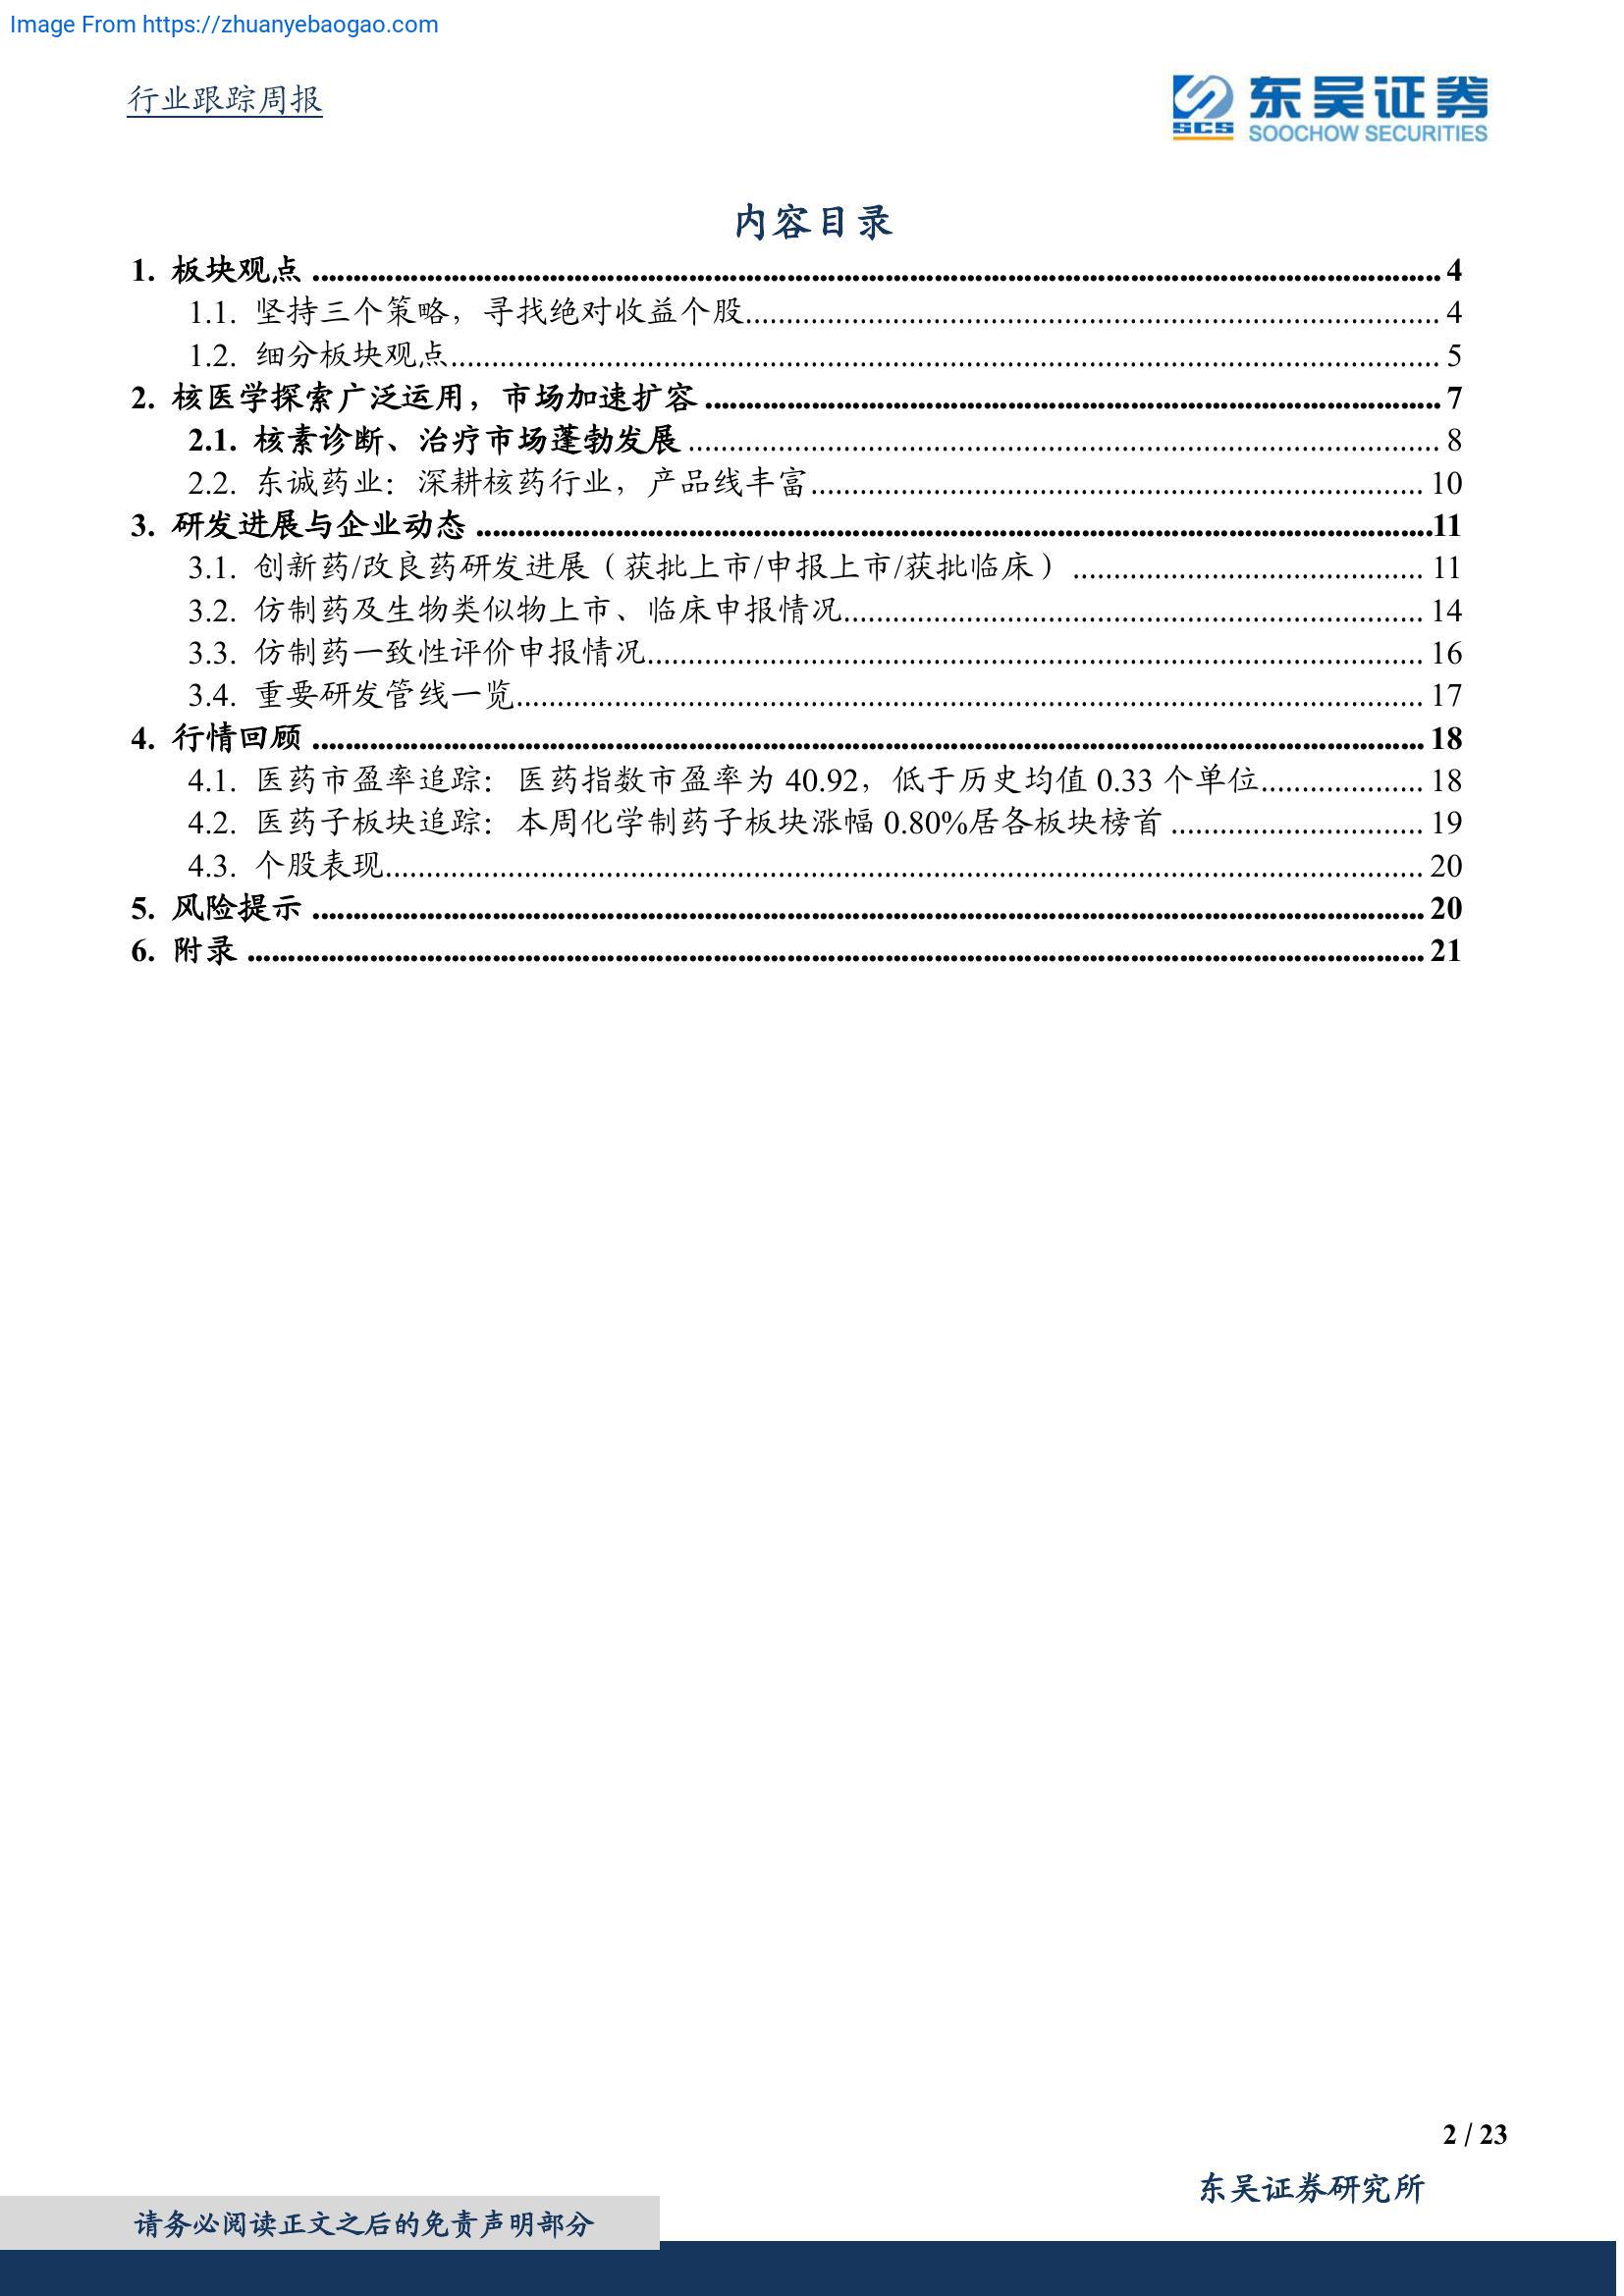 Image From https://zhuanyebaogao.com
行业跟踪周报
SCS 东吴证券
SOOCHOW SECURITIES
内容目录
1. 板块观点 ........ 4
1.1. 坚持三个策略，寻找绝对收益个股........ 4
1.2. 细分板块观点........ 5
2. 核医学探索广泛运用，市场加速扩容 ........ 7
2.1. 核素诊断、治疗市场蓬勃发展 ........ 8
2.2. 东诚药业：深耕核药行业，产品线丰富........ 10
3. 研发进展与企业动态 ........11
3.1. 创新药/改良药研发进展（获批上市/申报上市/获批临床） ........ 11
3.2. 仿制药及生物类似物上市、临床申报情况........ 14
3.3. 仿制药一致性评价申报情况........ 16
3.4. 重要研发管线一览........ 17
4. 行情回顾 ........ 18
4.1. 医药市盈率追踪：医药指数市盈率为 40.92，低于历史均值 0.33 个单位........ 18
4.2. 医药子板块追踪：本周化学制药子板块涨幅 0.80%居各板块榜首 ........ 19
4.3. 个股表现........ 20
5. 风险提示 ........ 20
6. 附录 ........ 21
2 / 23
东吴证券研究所
请务必阅读正文之后的免责声明部分